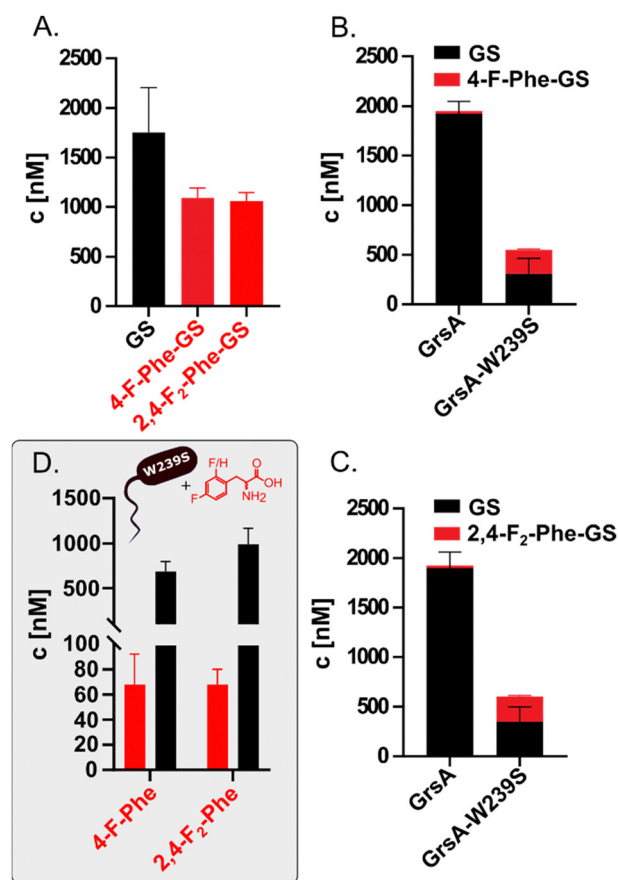 A.
2500
2000
1500
1000
500
0
c [nM]
GS
4-F-Phe-GS
2,4-F₂-Phe-GS
B.
GS
4-F-Phe-GS
2500
2000
1500
1000
500
0
c [nM]
GrsA
GrsA-W239S
D.
W239S
+
F/H
F
O
OH
NH₂
1500
1000
500
100
80
60
40
20
0
c [nM]
4-F-Phe
2,4-F₂-Phe
C.
GS
2,4-F₂-Phe-GS
2500
2000
1500
1000
500
0
c [nM]
GrsA
GrsA-W239S